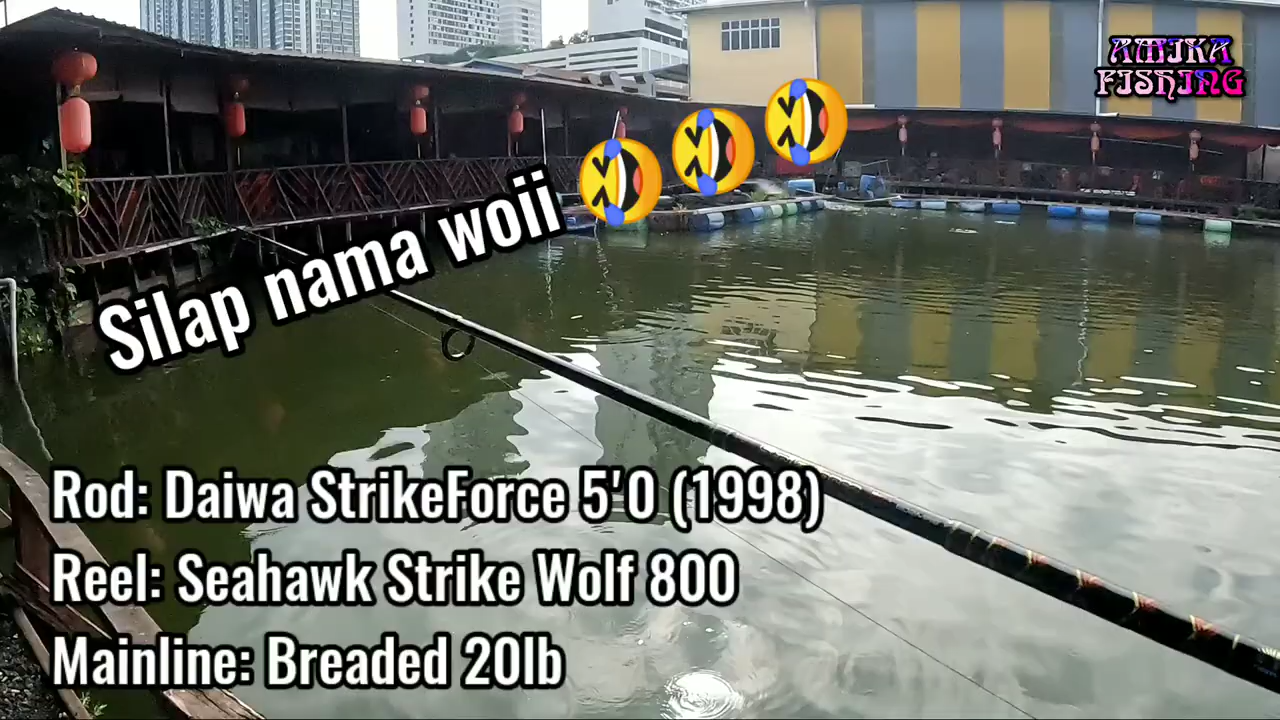 AMIKA
FISHING
Silap nama woii 🤣🤣🤣
Rod: Daiwa StrikeForce 5'0 (1998)
Reel: Seahawk Strike Wolf 800
Mainline: Breaded 20lb